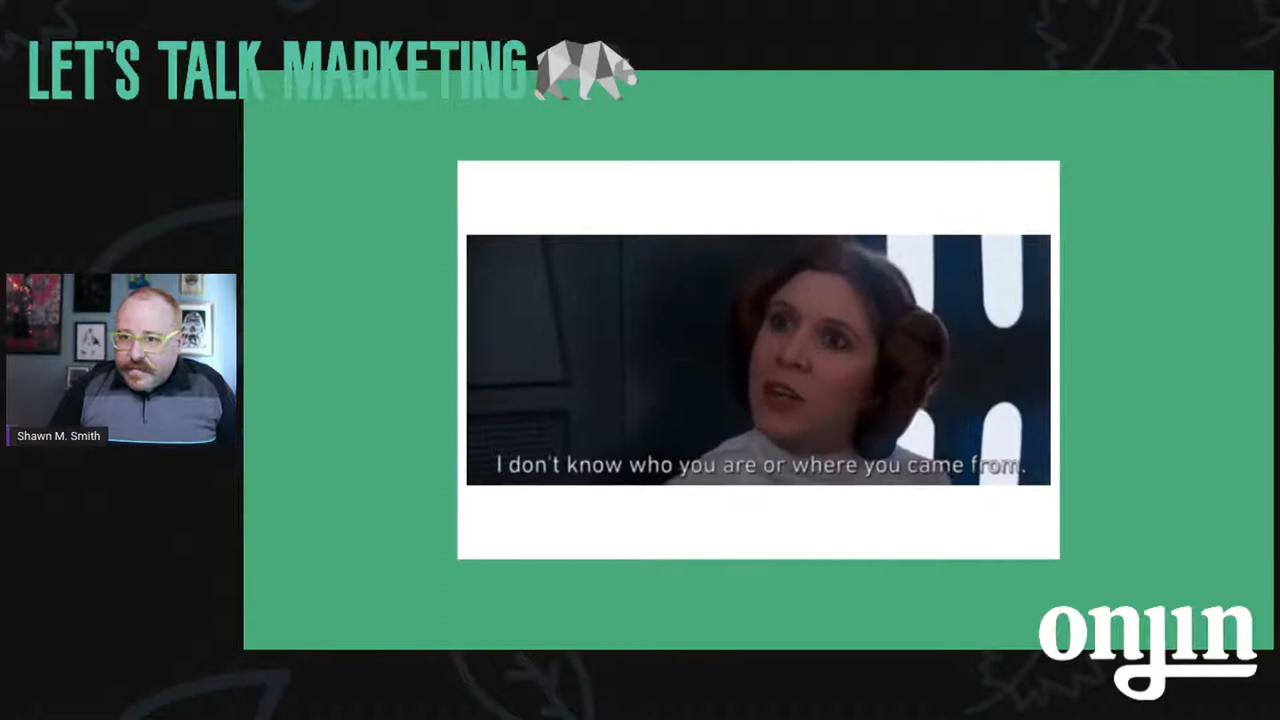 LET'S TALK MARKETING
Shawn M. Smith
I don't know who you are or where you came from.
onjin